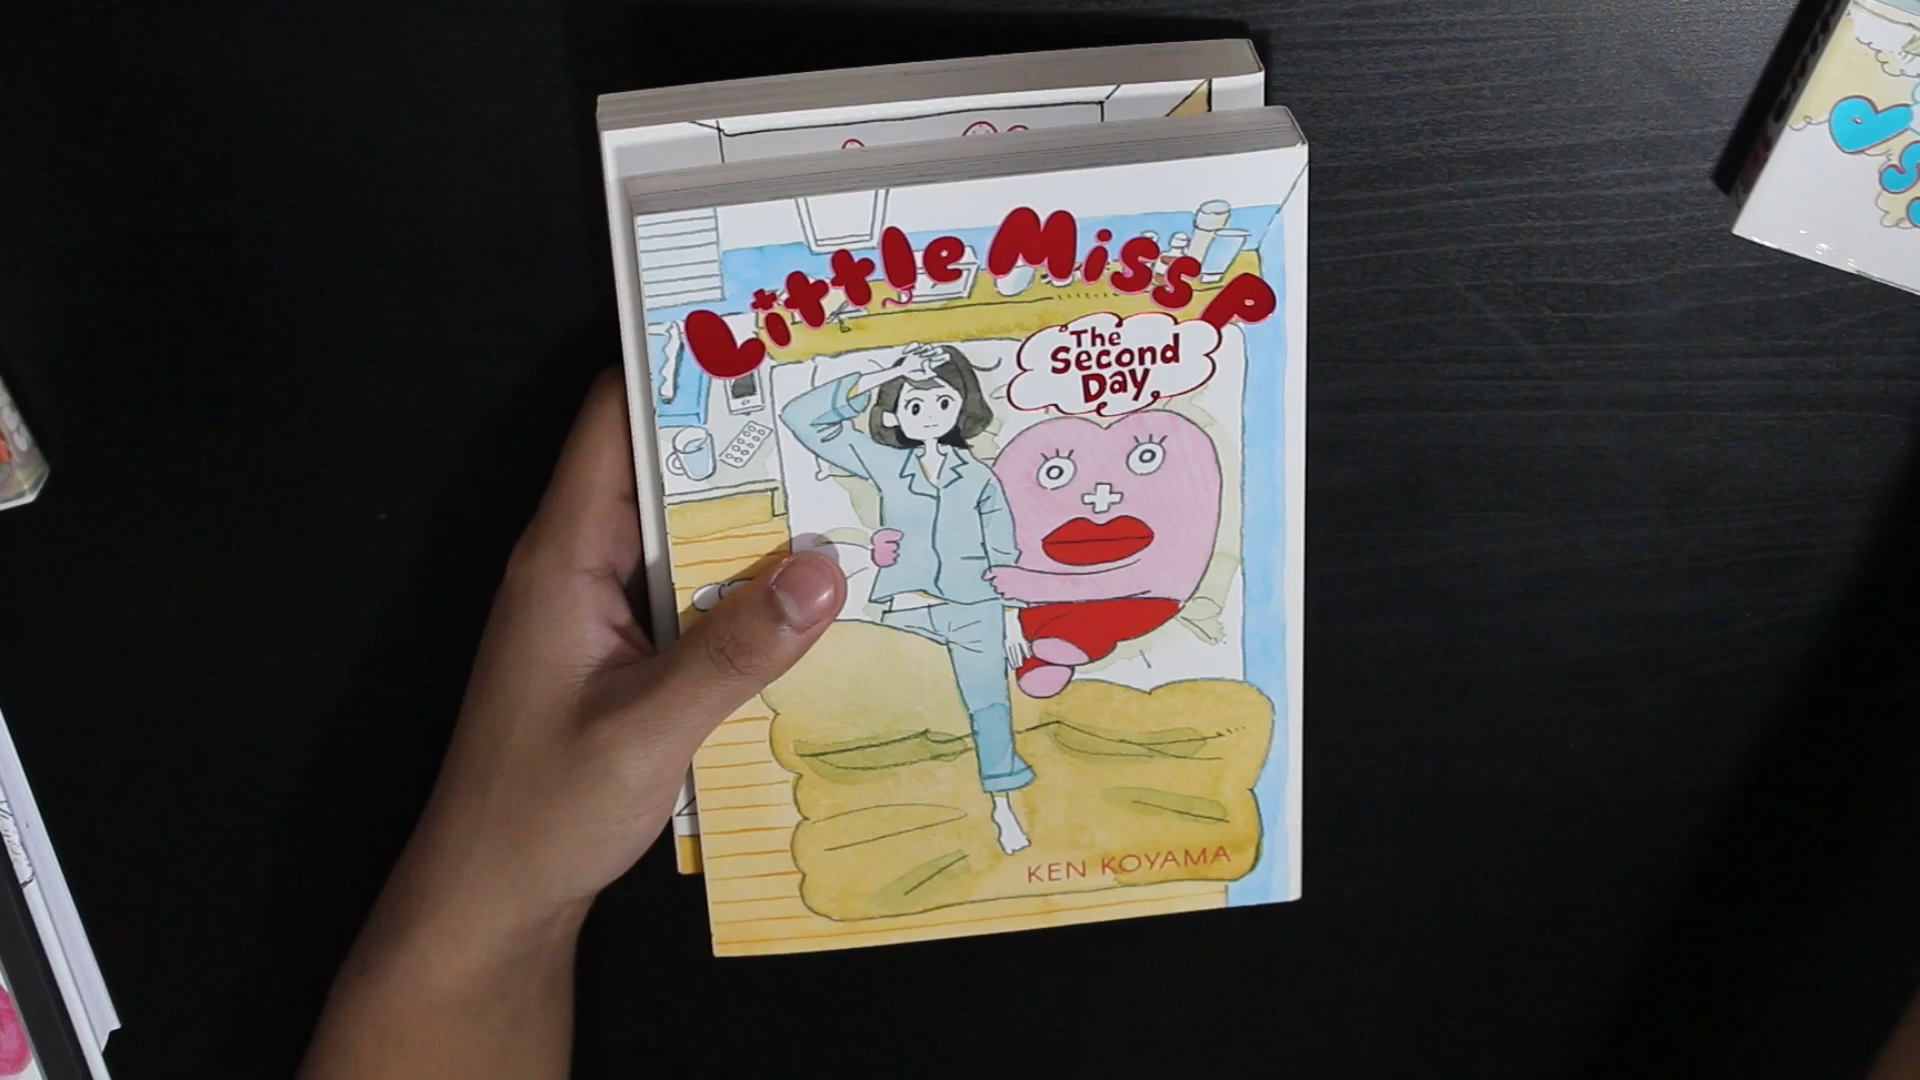 Little Miss P
The
Second
Day
KEN KOYAMA